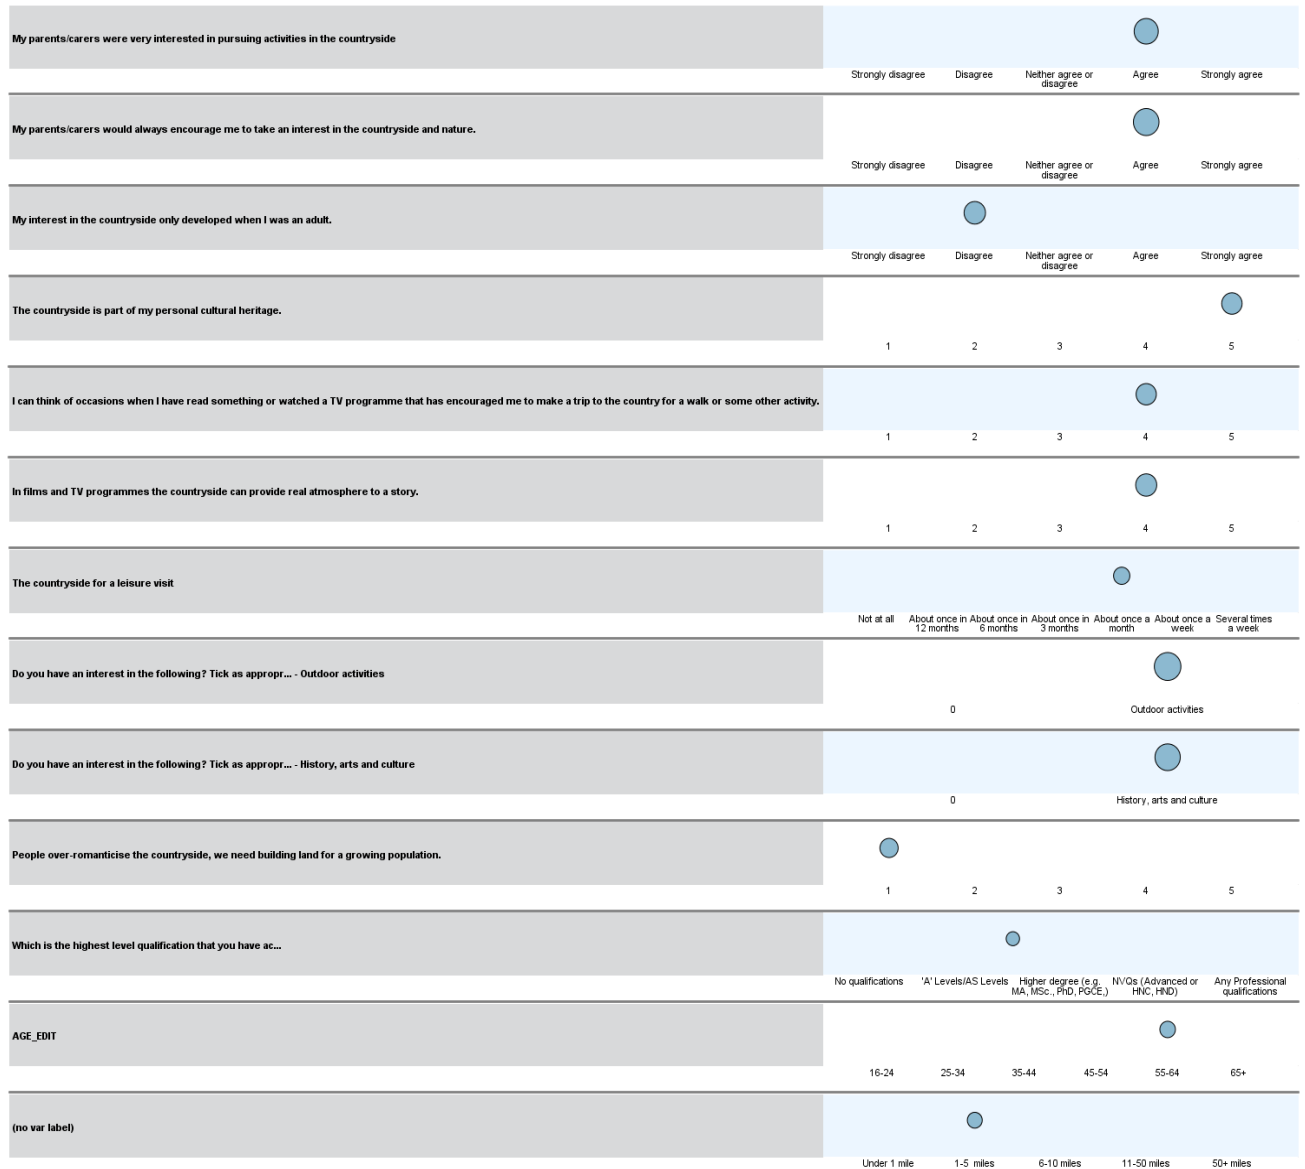 My parents/carers were very interested in pursuing activities in the countryside
Strongly disagree Disagree Neither agree or disagree Agree Strongly agree
My parents/carers would always encourage me to take an interest in the countryside and nature.
Strongly disagree Disagree Neither agree or disagree Agree Strongly agree
My interest in the countryside only developed when I was an adult.
Strongly disagree Disagree Neither agree or disagree Agree Strongly agree
The countryside is part of my personal cultural heritage.
1 2 3 4 5
I can think of occasions when I have read something or watched a TV programme that has encouraged me to make a trip to the country for a walk or some other activity.
1 2 3 4 5
In films and TV programmes the countryside can provide real atmosphere to a story.
1 2 3 4 5
The countryside for a leisure visit
Not at all About once in 12 months About once in 6 months About once in 3 months About once a month About once a week Several times a week
Do you have an interest in the following? Tick as appropr... - Outdoor activities
0 Outdoor activities
Do you have an interest in the following? Tick as appropr... - History, arts and culture
0 History, arts and culture
People over-romanticise the countryside, we need building land for a growing population.
1 2 3 4 5
Which is the highest level qualification that you have ac...
No qualifications 'A' Levels/AS Levels Higher degree (e.g. MA, MSc., PhD, PGCE,) NVQs (Advanced or HNC, HND) Any Professional qualifications
AGE_EDIT
16-24 25-34 35-44 45-54 55-64 65+
(no var label)
Under 1 mile 1-5 miles 6-10 miles 11-50 miles 50+ miles